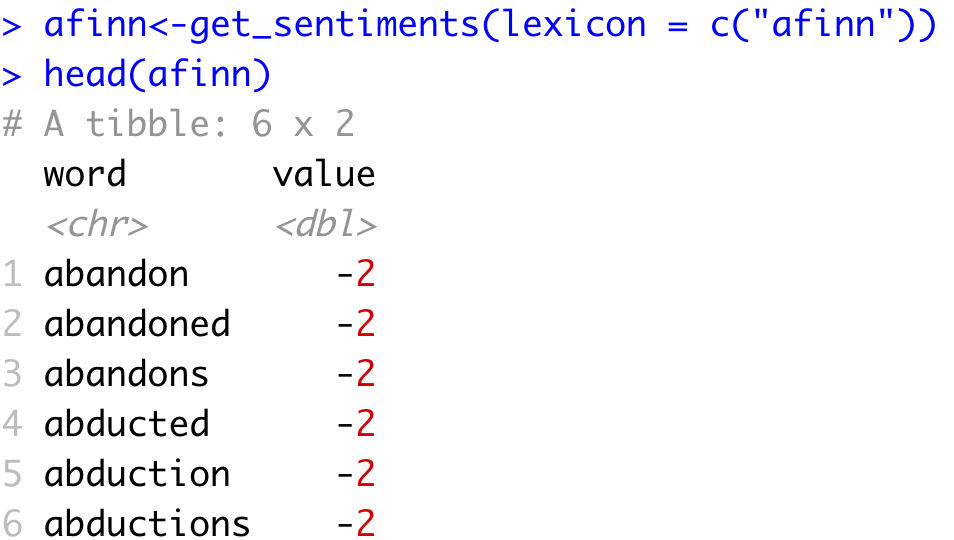 > afinn<-get_sentiments(lexicon = c("afinn"))
> head(afinn)
# A tibble: 6 x 2
  word       value
  <chr>      <dbl>
1 abandon       -2
2 abandoned     -2
3 abandons      -2
4 abducted      -2
5 abduction     -2
6 abductions    -2